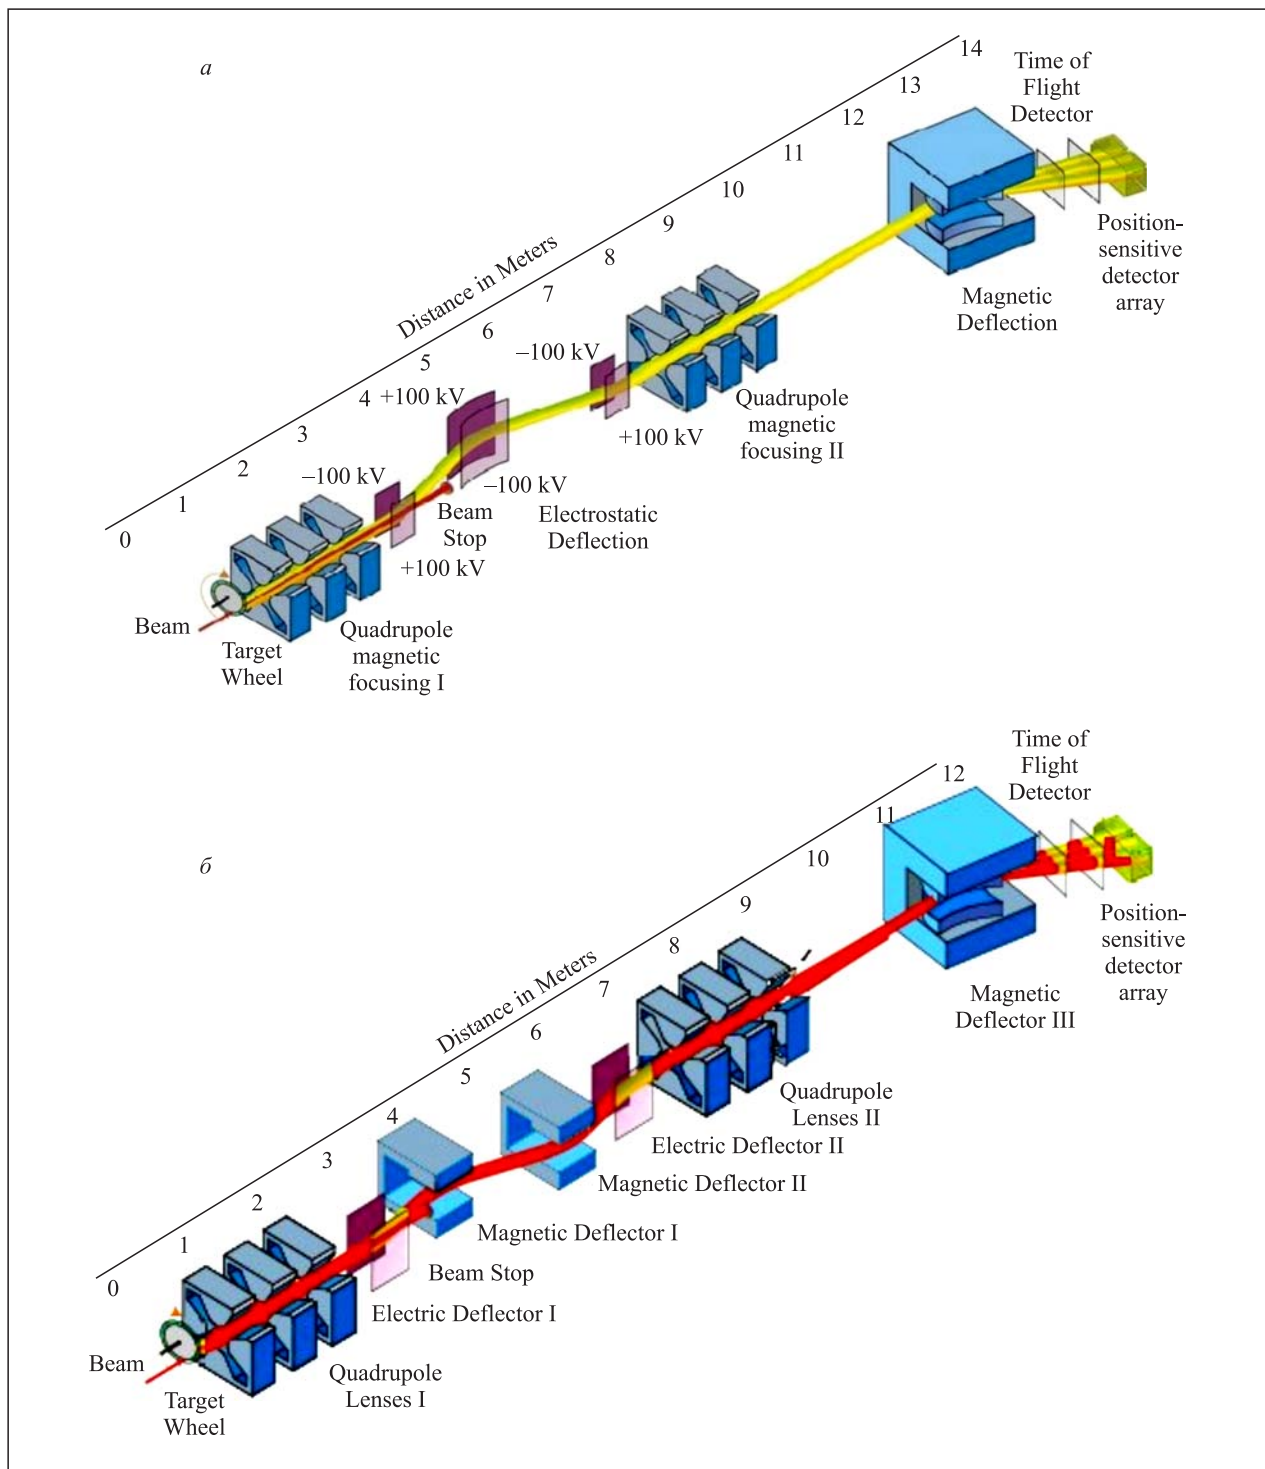 а
14
13
12
11
10
9
8
7
6
5
4
3
2
1
0
Distance in Meters
Time of
Flight
Detector
Position-
sensitive
detector
array
Magnetic
Deflection
–100 kV
+100 kV
Quadrupole
magnetic
focusing II
+100 kV
–100 kV
–100 kV
Beam
Stop
Electrostatic
Deflection
+100 kV
Beam
Target
Wheel
Quadrupole
magnetic
focusing I
б
12
11
10
9
8
7
6
5
4
3
2
1
0
Distance in Meters
Time of
Flight
Detector
Position-
sensitive
detector
array
Magnetic
Deflector III
Quadrupole
Lenses II
Electric Deflector II
Magnetic Deflector II
Magnetic Deflector I
Beam Stop
Electric Deflector I
Quadrupole
Lenses I
Beam
Target
Wheel